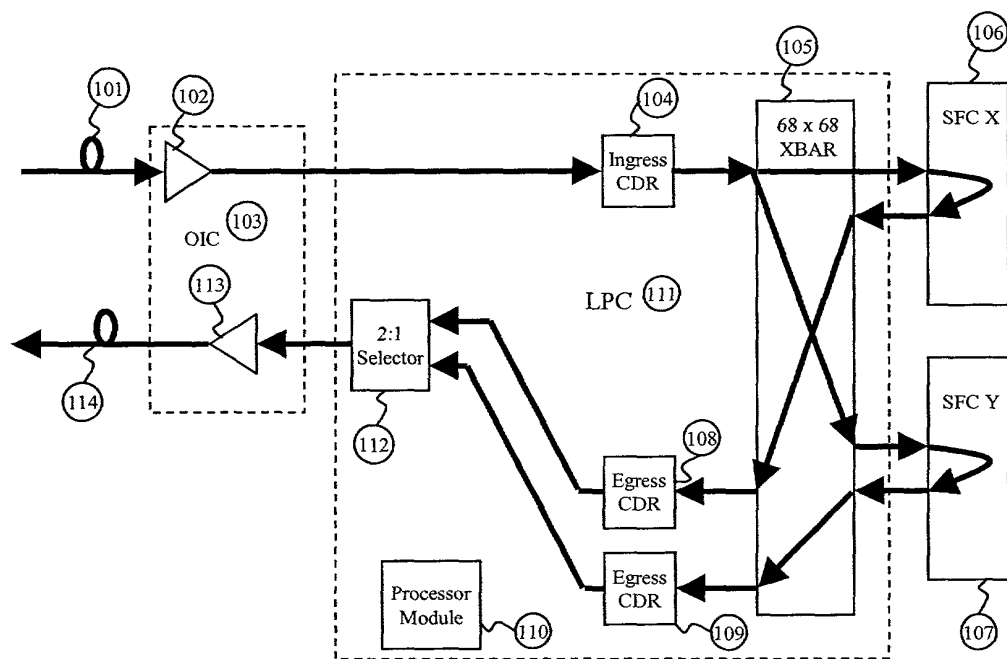 101
102
103
OIC
104
Ingress
CDR
105
68 x 68
XBAR
106
SFC X
LPC
111
113
114
2:1
Selector
112
108
Egress
CDR
Egress
CDR
109
Processor
Module
110
SFC Y
107